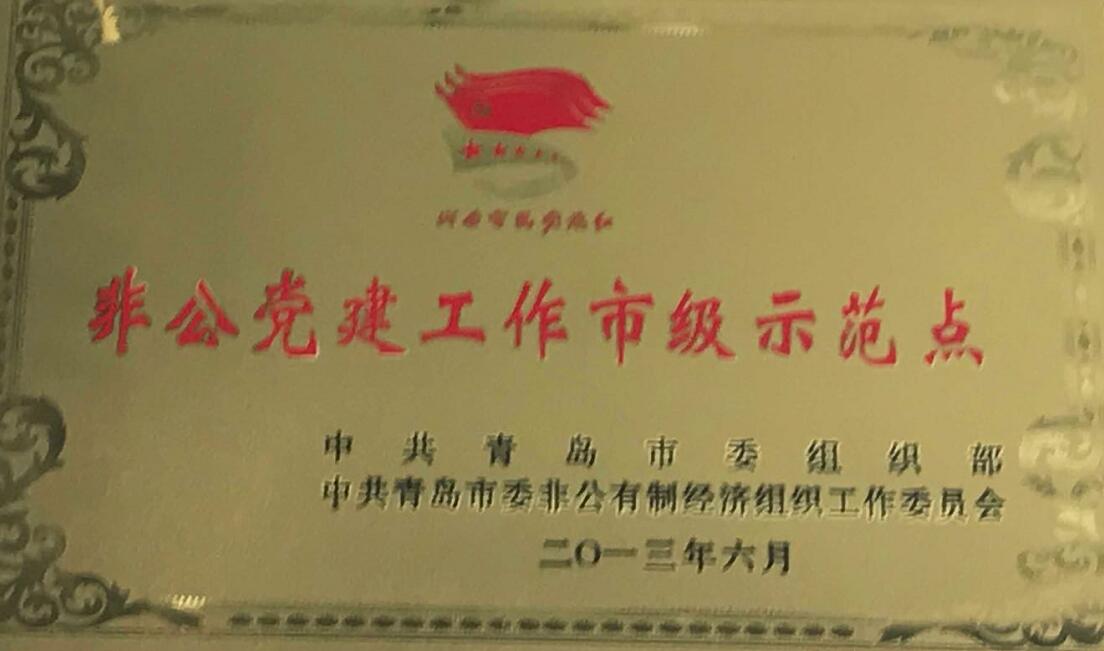 非公党建工作市级示范点
中共青岛市委组织部
中共青岛市委非公有制经济组织工作委员会
二〇一三年六月